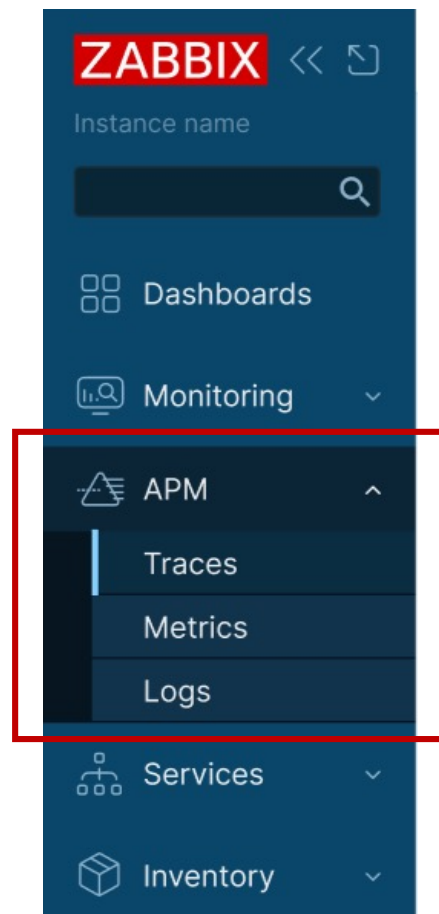 ZABBIX
Instance name
Dashboards
Monitoring
APM
Traces
Metrics
Logs
Services
Inventory